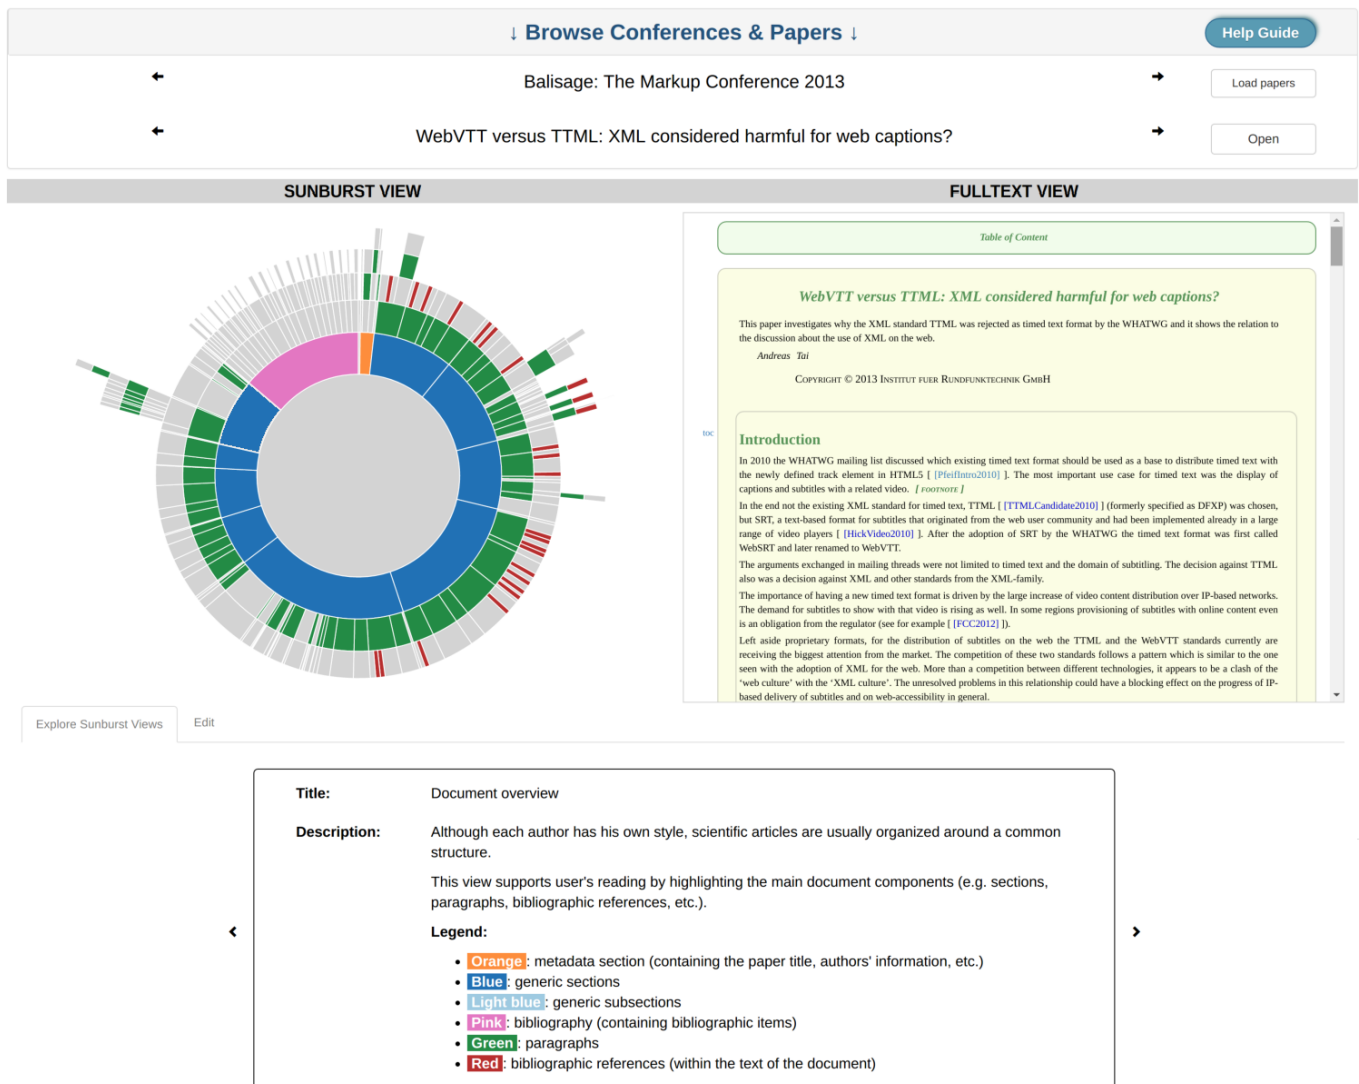 ↓ Browse Conferences & Papers ↓
Help Guide
Balisage: The Markup Conference 2013
Load papers
WebVTT versus TTML: XML considered harmful for web captions?
Open
SUNBURST VIEW
FULLTEXT VIEW
Table of Content
WebVTT versus TTML: XML considered harmful for web captions?
This paper investigates why the XML standard TTML was rejected as timed text format by the WHATWG and it shows the relation to
the discussion about the use of XML on the web.
Andreas Tai
Copyright © 2013 Institut fuer Rundfunktechnik GmbH
toc
Introduction
In 2010 the WHATWG mailing list discussed which existing timed text format should be used as a base to distribute timed text with
the newly defined track element in HTML5 [ [PfeifIntro2010] ]. The most important use case for timed text was the display of
captions and subtitles with a related video. [ FOOTNOTE ]
In the end not the existing XML standard for timed text, TTML [ [TTMLCandidate2010] ] (formerly specified as DFXP) was chosen,
but SRT, a text-based format for subtitles that originated from the web user community and had been implemented already in a large
range of video players [ [HickVideo2010] ]. After the adoption of SRT by the WHATWG the timed text format was first called
WebSRT and later renamed to WebVTT.
The arguments exchanged in mailing threads were not limited to timed text and the domain of subtitling. The decision against TTML
also was a decision against XML and other standards from the XML-family.
The importance of having a new timed text format is driven by the large increase of video content distribution over IP-based networks.
The demand for subtitles to show with that video is rising as well. In some regions provisioning of subtitles with online content even
is an obligation from the regulator (see for example [ [FCC2012] ]).
Left aside proprietary formats, for the distribution of subtitles on the web the TTML and the WebVTT standards currently are
receiving the biggest attention from the market. The competition of these two standards follows a pattern which is similar to the one
seen with the adoption of XML for the web. More than a competition between different technologies, it appears to be a clash of the
‘web culture’ with the ‘XML culture’. The unresolved problems in this relationship could have a blocking effect on the progress of IP-
based delivery of subtitles and on web-accessibility in general.
Explore Sunburst Views
Edit
Title: Document overview
Description: Although each author has his own style, scientific articles are usually organized around a common
structure.
This view supports user's reading by highlighting the main document components (e.g. sections,
paragraphs, bibliographic references, etc.).
Legend:
• Orange : metadata section (containing the paper title, authors' information, etc.)
• Blue : generic sections
• Light blue : generic subsections
• Pink : bibliography (containing bibliographic items)
• Green : paragraphs
• Red : bibliographic references (within the text of the document)